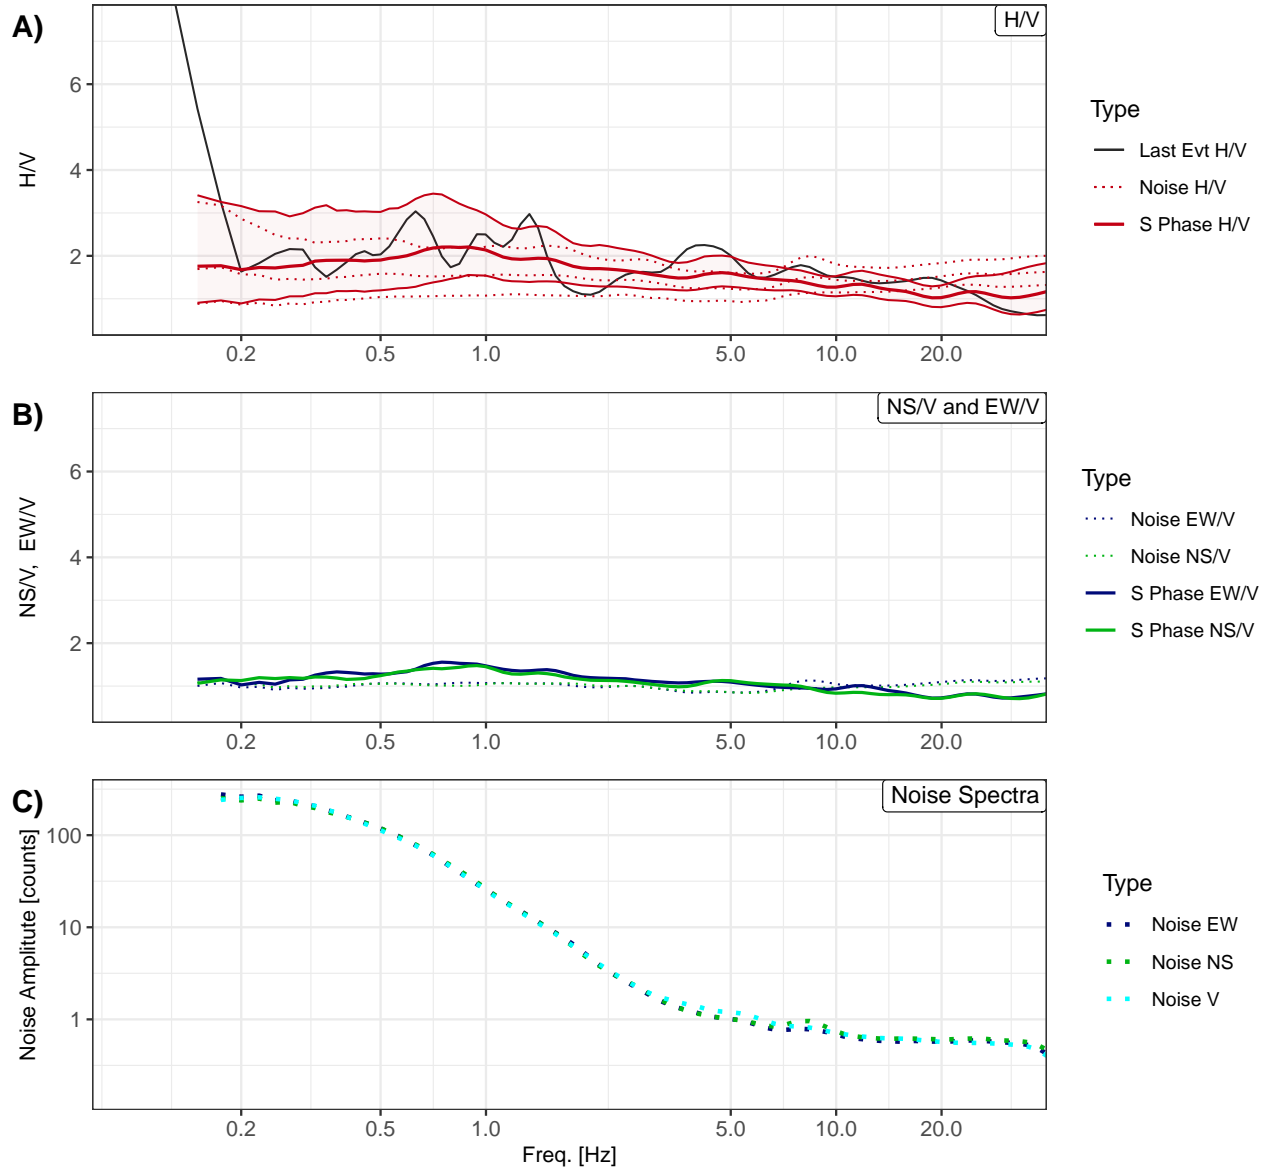 A)
H/V
6
4
2
H/V
0.2 0.5 1.0 5.0 10.0 20.0
Type
Last Evt H/V
Noise H/V
S Phase H/V
B)
NS/V and EW/V
6
4
2
NS/V, EW/V
0.2 0.5 1.0 5.0 10.0 20.0
Type
Noise EW/V
Noise NS/V
S Phase EW/V
S Phase NS/V
C)
Noise Spectra
100
10
1
Noise Amplitute [counts]
0.2 0.5 1.0 5.0 10.0 20.0
Freq. [Hz]
Type
Noise EW
Noise NS
Noise V